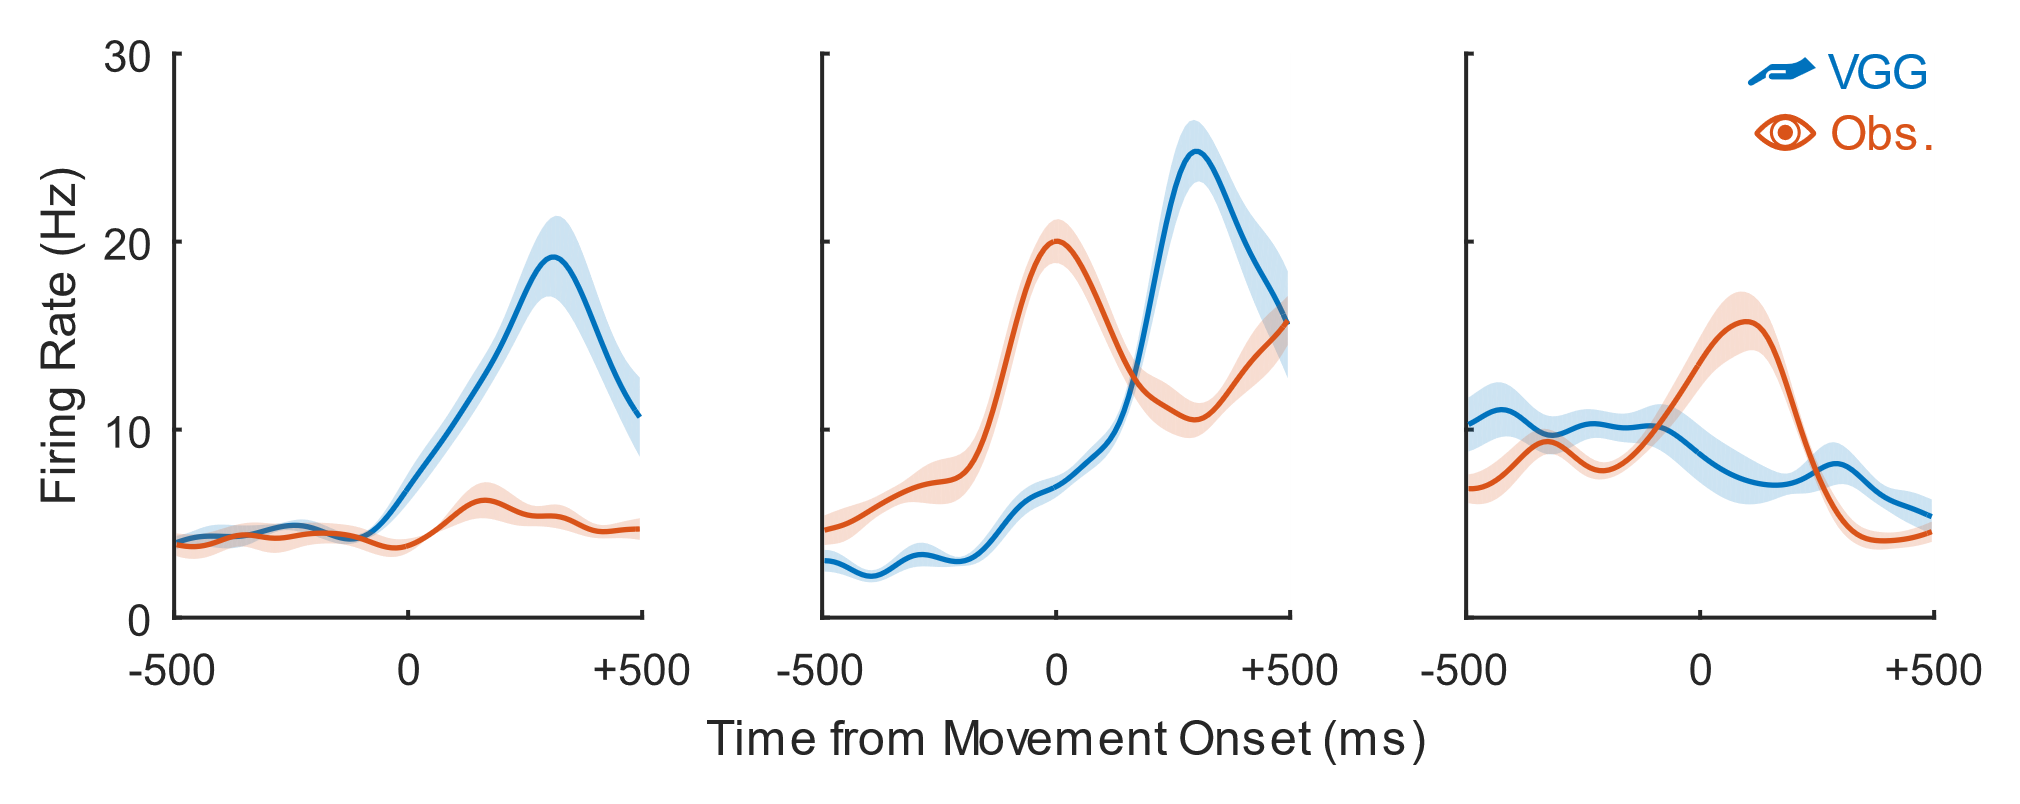 Firing Rate (Hz)
30
20
10
0
-500 0 +500
-500 0 +500
-500 0 +500
VGG
Obs.
Time from Movement Onset (ms)